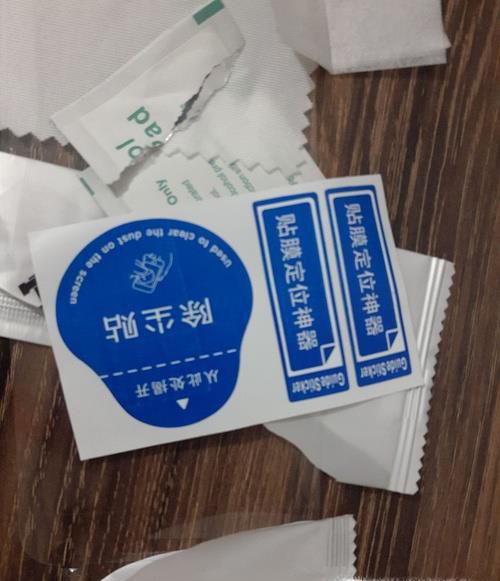 used to clear the dust on the screen
除尘贴
从此处揭开
贴膜定位神器
Guide Sticker
贴膜定位神器
Guide Sticker
Only